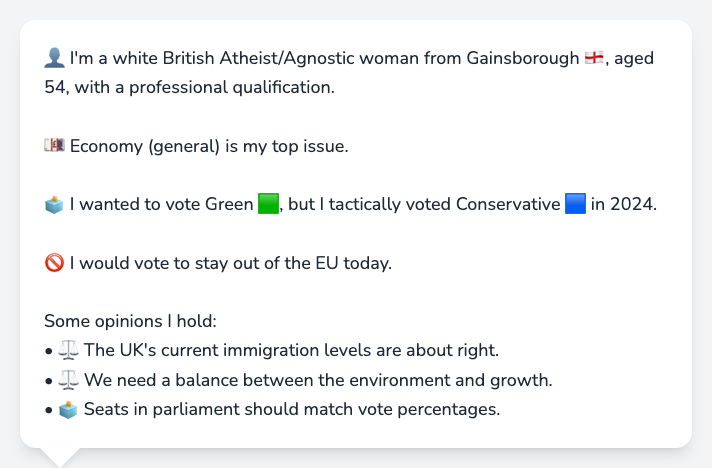 👤 I'm a white British Atheist/Agnostic woman from Gainsborough 🏴󠁧󠁢󠁥󠁮󠁧󠁿, aged
54, with a professional qualification.
💷 Economy (general) is my top issue.
🗳️ I wanted to vote Green 🟩, but I tactically voted Conservative 🟦 in 2024.
🚫 I would vote to stay out of the EU today.
Some opinions I hold:
• ⚖️ The UK's current immigration levels are about right.
• ⚖️ We need a balance between the environment and growth.
• 🗳️ Seats in parliament should match vote percentages.